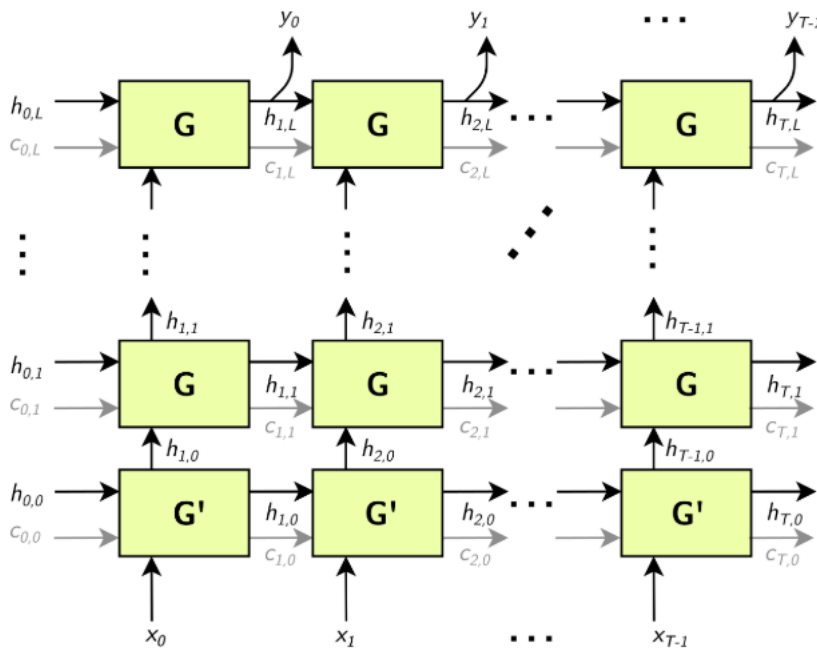 y0 y1 ... yT-1
h0,L G h1,L G h2,L ... G hT,L
c0,L c1,L c2,L cT,L
h1,1 h2,1 hT-1,1
h0,1 G h1,1 G h2,1 ... G hT,1
c0,1 c1,1 c2,1 cT,1
h1,0 h2,0 hT-1,0
h0,0 G' h1,0 G' h2,0 ... G' hT,0
c0,0 c1,0 c2,0 cT,0
x0 x1 ... xT-1